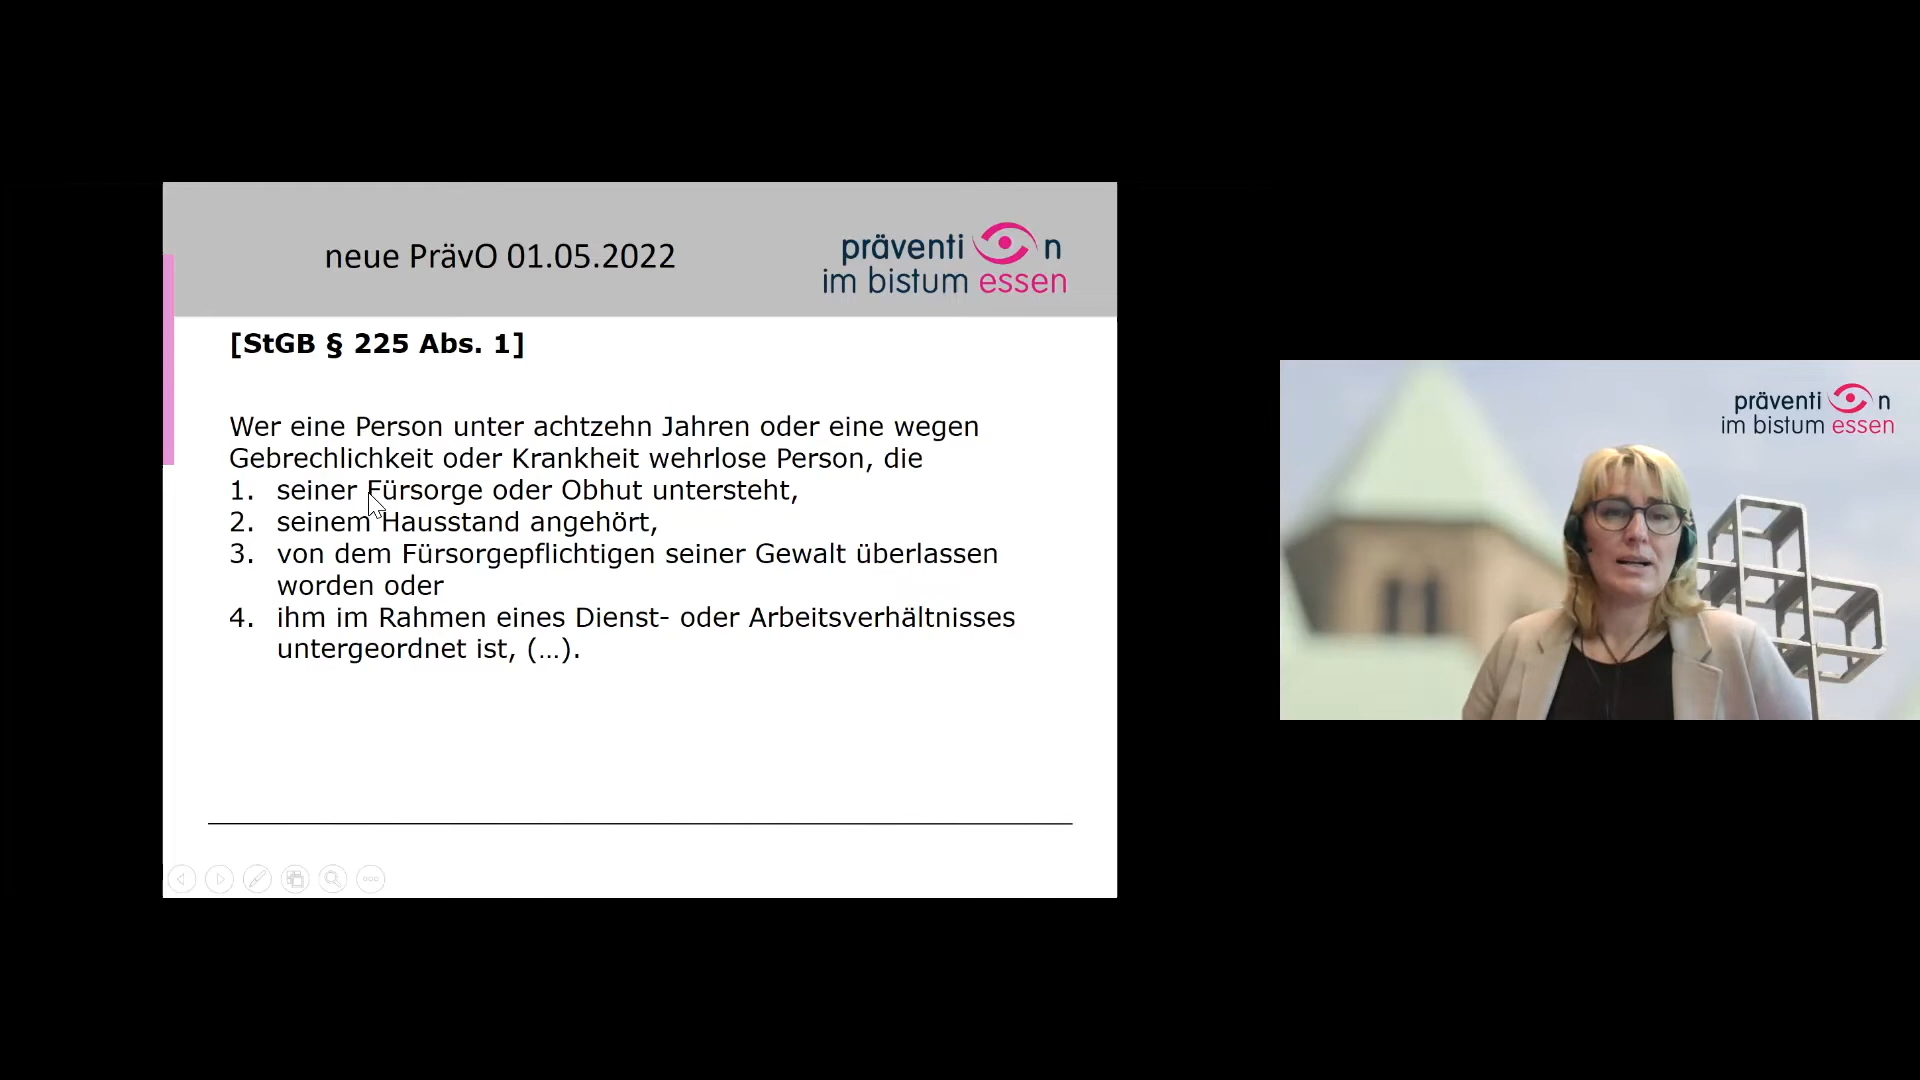 neue PrävO 01.05.2022
präventi n
im bistum essen
[StGB § 225 Abs. 1]
Wer eine Person unter achtzehn Jahren oder eine wegen
Gebrechlichkeit oder Krankheit wehrlose Person, die
1. seiner Fürsorge oder Obhut untersteht,
2. seinem Hausstand angehört,
3. von dem Fürsorgepflichtigen seiner Gewalt überlassen
worden oder
4. ihm im Rahmen eines Dienst- oder Arbeitsverhältnisses
untergeordnet ist, (…).
präventi n
im bistum essen